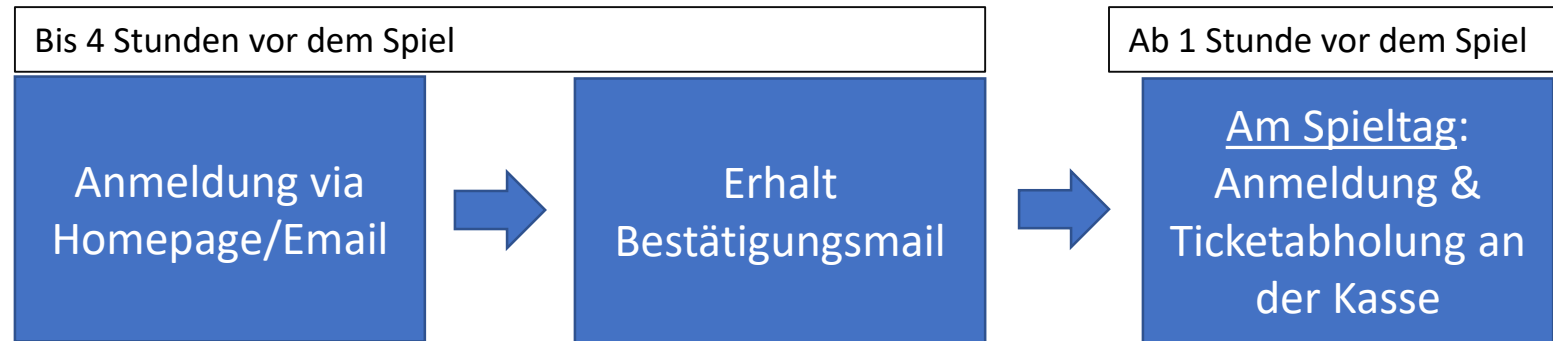 Bis 4 Stunden vor dem Spiel
Ab 1 Stunde vor dem Spiel
Anmeldung via
Homepage/Email
Erhalt
Bestätigungsmail
Am Spieltag:
Anmeldung &
Ticketabholung an
der Kasse